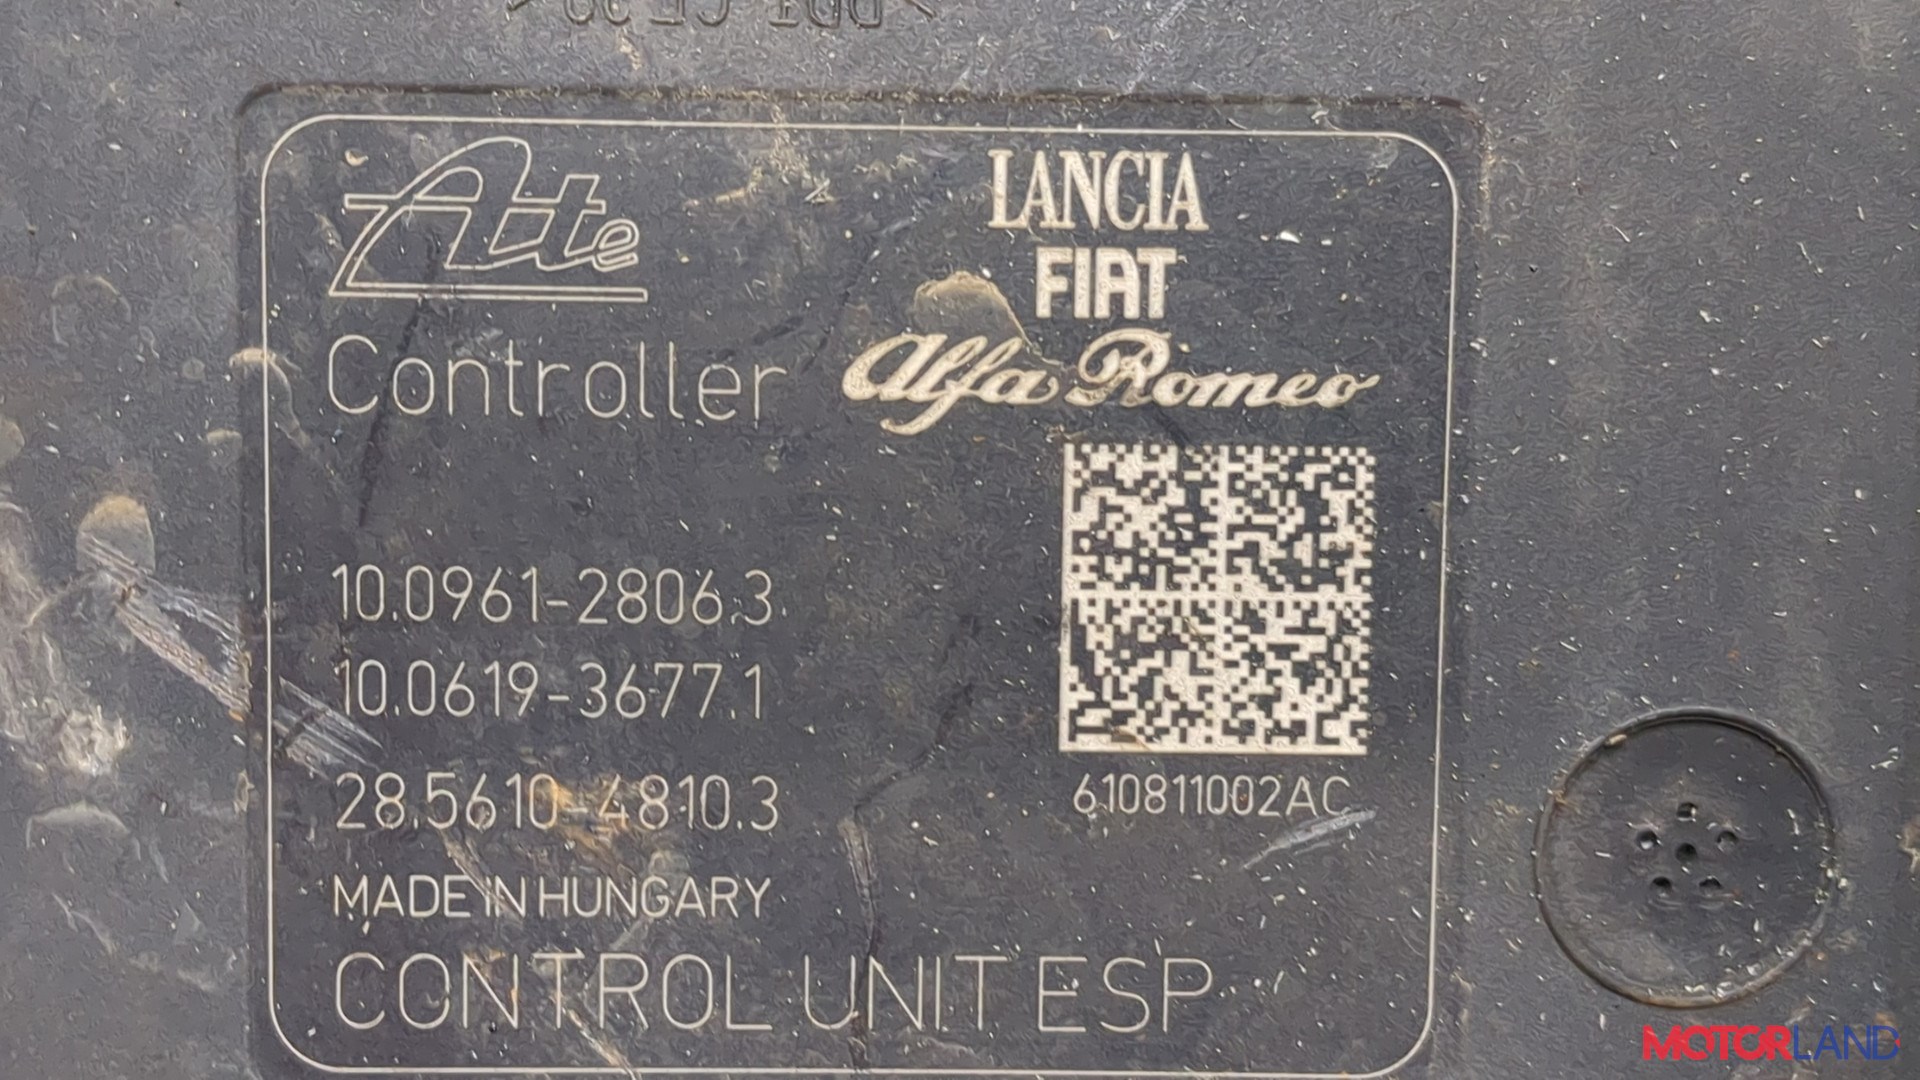 Ate
LANCIA
FIAT
Alfa Romeo
Controller
10.0961-2806.3
10.0619-3677.1
28.5610-4810.3
610811002AC
MADE IN HUNGARY
CONTROL UNIT ESP
MOTORLAND